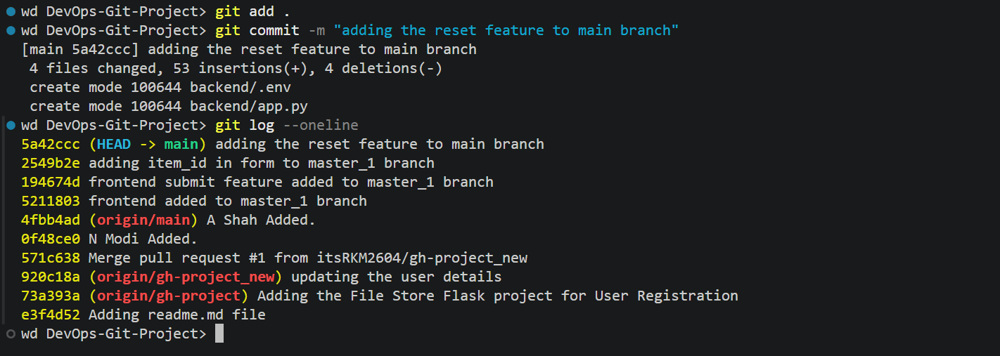 wd DevOps-Git-Project> git add .
wd DevOps-Git-Project> git commit -m "adding the reset feature to main branch"
[main 5a42ccc] adding the reset feature to main branch
 4 files changed, 53 insertions(+), 4 deletions(-)
 create mode 100644 backend/.env
 create mode 100644 backend/app.py
wd DevOps-Git-Project> git log --oneline
5a42ccc (HEAD -> main) adding the reset feature to main branch
2549b2e adding item_id in form to master_1 branch
194674d frontend submit feature added to master_1 branch
5211803 frontend added to master_1 branch
4fbb4ad (origin/main) A Shah Added.
0f48ce0 N Modi Added.
571c638 Merge pull request #1 from itsRKM2604/gh-project_new
920c18a (origin/gh-project_new) updating the user details
73a393a (origin/gh-project) Adding the File Store Flask project for User Registration
e3f4d52 Adding readme.md file
wd DevOps-Git-Project>